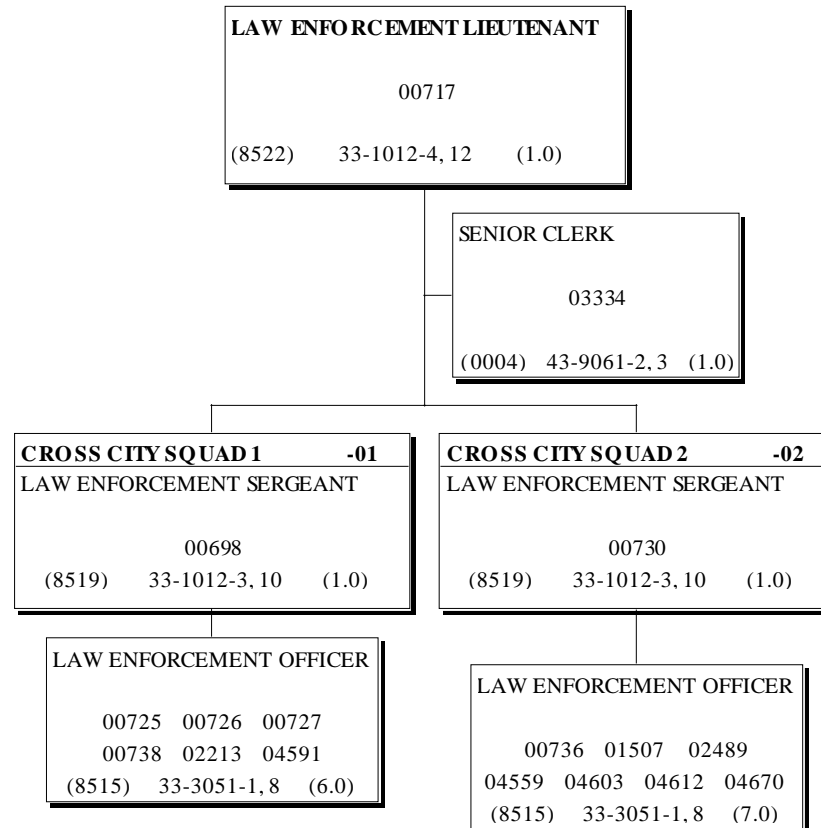 LAW ENFORCEMENT LIEUTENANT
00717
(8522) 33-1012-4, 12 (1.0)
SENIOR CLERK
03334
(0004) 43-9061-2, 3 (1.0)
CROSS CITY SQUAD 1 -01
LAW ENFORCEMENT SERGEANT
00698
(8519) 33-1012-3, 10 (1.0)
LAW ENFORCEMENT OFFICER
00725 00726 00727
00738 02213 04591
(8515) 33-3051-1, 8 (6.0)
CROSS CITY SQUAD 2 -02
LAW ENFORCEMENT SERGEANT
00730
(8519) 33-1012-3, 10 (1.0)
LAW ENFORCEMENT OFFICER
00736 01507 02489
04559 04603 04612 04670
(8515) 33-3051-1, 8 (7.0)